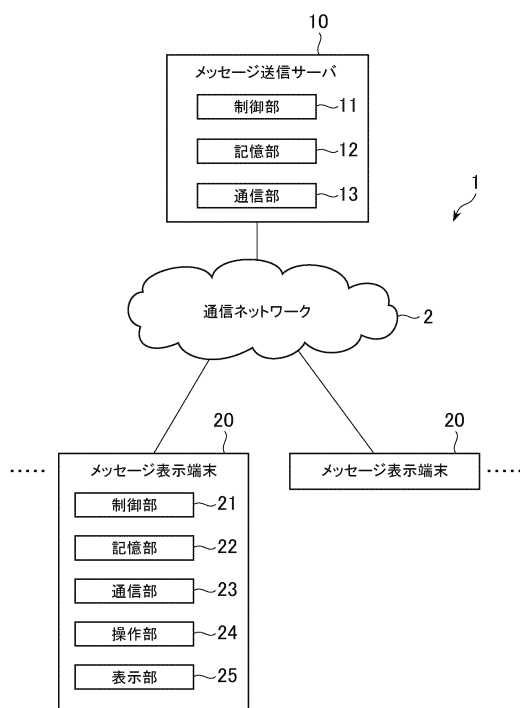 10
メッセージ送信サーバ
制御部 11
記憶部 12
通信部 13
1
通信ネットワーク 2
20
メッセージ表示端末
制御部 21
記憶部 22
通信部 23
操作部 24
表示部 25
20
メッセージ表示端末